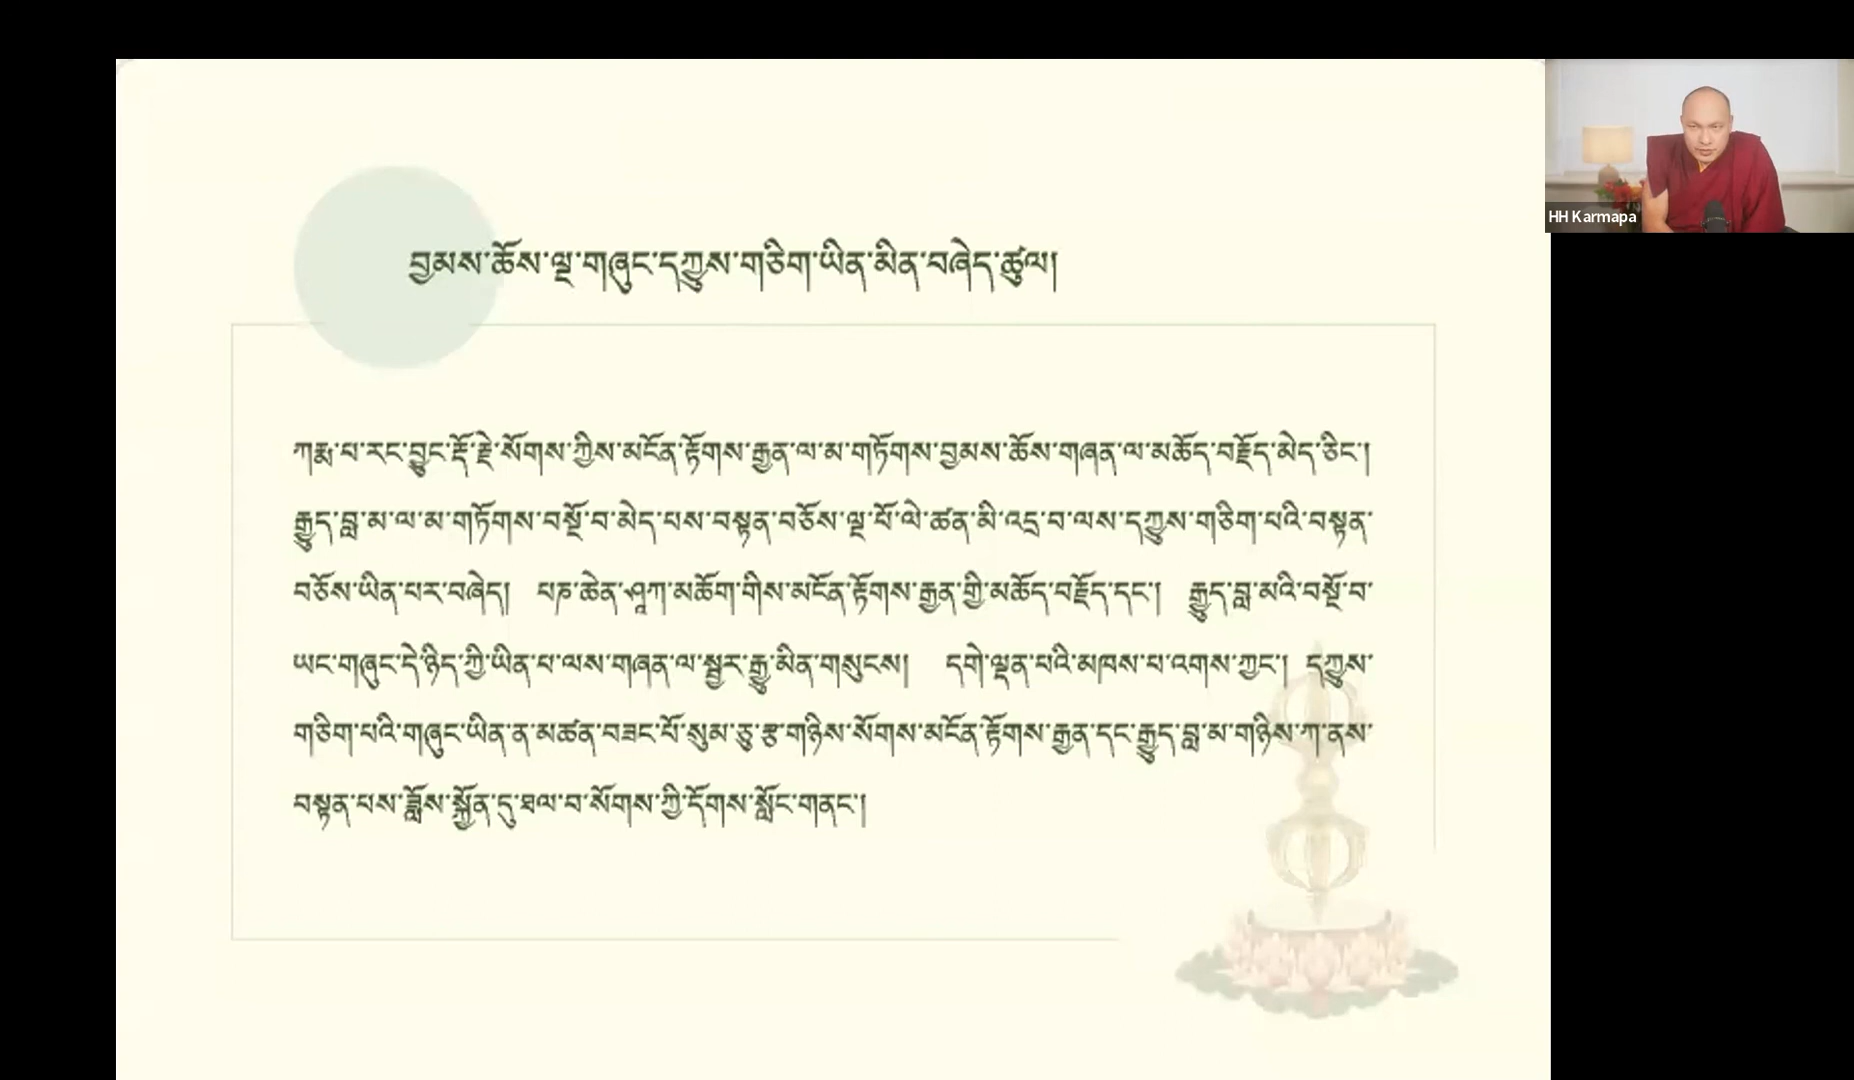 བྱམས་ཆོས་ལྔ་གཞུང་དཀྱུས་གཅིག་ཡིན་མིན་བཞེད་ཚུལ།
HH Karmapa
ཀརྨ་པ་རང་བྱུང་རྡོ་རྗེ་སོགས་ཀྱིས་མངོན་རྟོགས་རྒྱན་ལ་མ་གཏོགས་བྱམས་ཆོས་གཞན་ལ་མཆོད་བརྗོད་མེད་ཅིང་།
རྒྱུད་བླ་མ་ལ་མ་གཏོགས་བསྔོ་བ་མེད་པས་བསྟན་བཅོས་ལྔ་པོ་ལེ་ཚན་མི་འདྲ་བ་ལས་དཀྱུས་གཅིག་པའི་བསྟན་
བཅོས་ཡིན་པར་བཞེད། པཎ་ཆེན་ཤཱཀ་མཆོག་གིས་མངོན་རྟོགས་རྒྱན་གྱི་མཆོད་བརྗོད་དང་། རྒྱུད་བླ་མའི་བསྔོ་བ་
ཡང་གཞུང་དེ་ཉིད་ཀྱི་ཡིན་པ་ལས་གཞན་ལ་སྦྱར་རྒྱུ་མིན་གསུངས། དགེ་ལྡན་པའི་མཁས་པ་འགས་ཀྱང་། དཀྱུས་
གཅིག་པའི་གཞུང་ཡིན་ན་མཚན་བཟང་པོ་སུམ་ཅུ་རྩ་གཉིས་སོགས་མངོན་རྟོགས་རྒྱན་དང་རྒྱུད་བླ་མ་གཉིས་ཀ་ནས་
བསྟན་པས་ཟློས་སྐྱོན་དུ་ཐལ་བ་སོགས་ཀྱི་དོགས་སློང་གནང་།